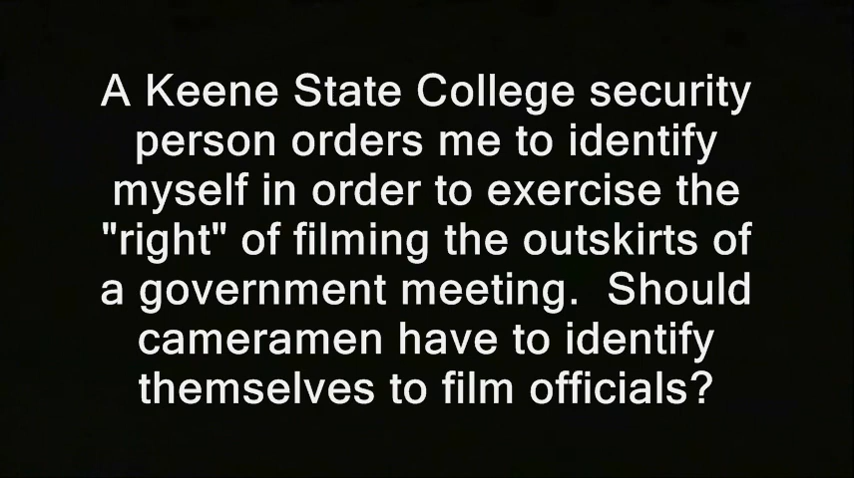 A Keene State College security
person orders me to identify
myself in order to exercise the
"right" of filming the outskirts of
a government meeting.  Should
cameramen have to identify
themselves to film officials?